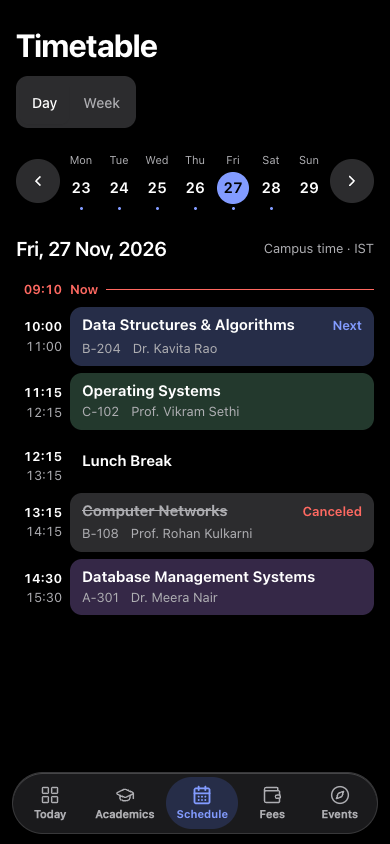 Timetable
Day Week
Mon Tue Wed Thu Fri Sat Sun
23 24 25 26 27 28 29
Fri, 27 Nov, 2026 Campus time · IST
09:10 Now
10:00 Data Structures & Algorithms Next
11:00 B-204 Dr. Kavita Rao
11:15 Operating Systems
12:15 C-102 Prof. Vikram Sethi
12:15 Lunch Break
13:15
13:15 Computer Networks Canceled
14:15 B-108 Prof. Rohan Kulkarni
14:30 Database Management Systems
15:30 A-301 Dr. Meera Nair
Today Academics Schedule Fees Events